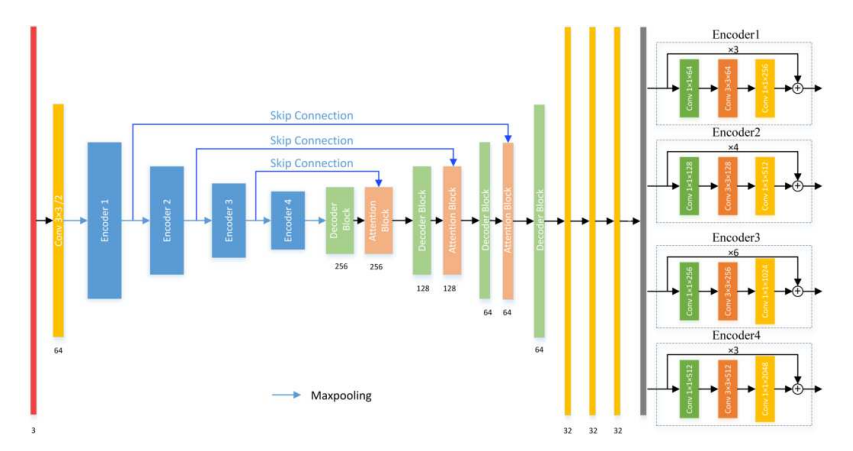 Skip Connection
Skip Connection
Skip Connection
Conv 3×3 /2
Encoder 1
Encoder 2
Encoder 3
Encoder 4
Decoder
Block
Attention
Block
Decoder Block
Attention Block
Decoder Block
Attention Block
Decoder Block
256
256
128
128
64
64
64
64
3
32
32
32
Maxpooling
Encoder1
×3
Conv 1×1×64
Conv 3×3×64
Conv 1×1×256
Encoder2
×4
Conv 1×1×128
Conv 3×3×128
Conv 1×1×512
Encoder3
×6
Conv 1×1×256
Conv 3×3×256
Conv 1×1×1024
Encoder4
×3
Conv 1×1×512
Conv 3×3×512
Conv 1×1×2048